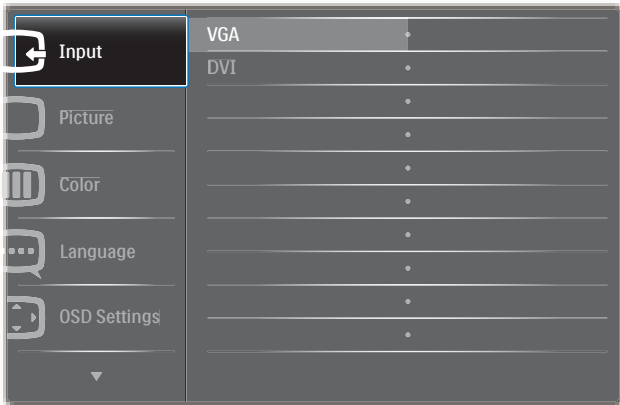 Input
VGA
DVI
Picture
Color
Language
OSD Settings